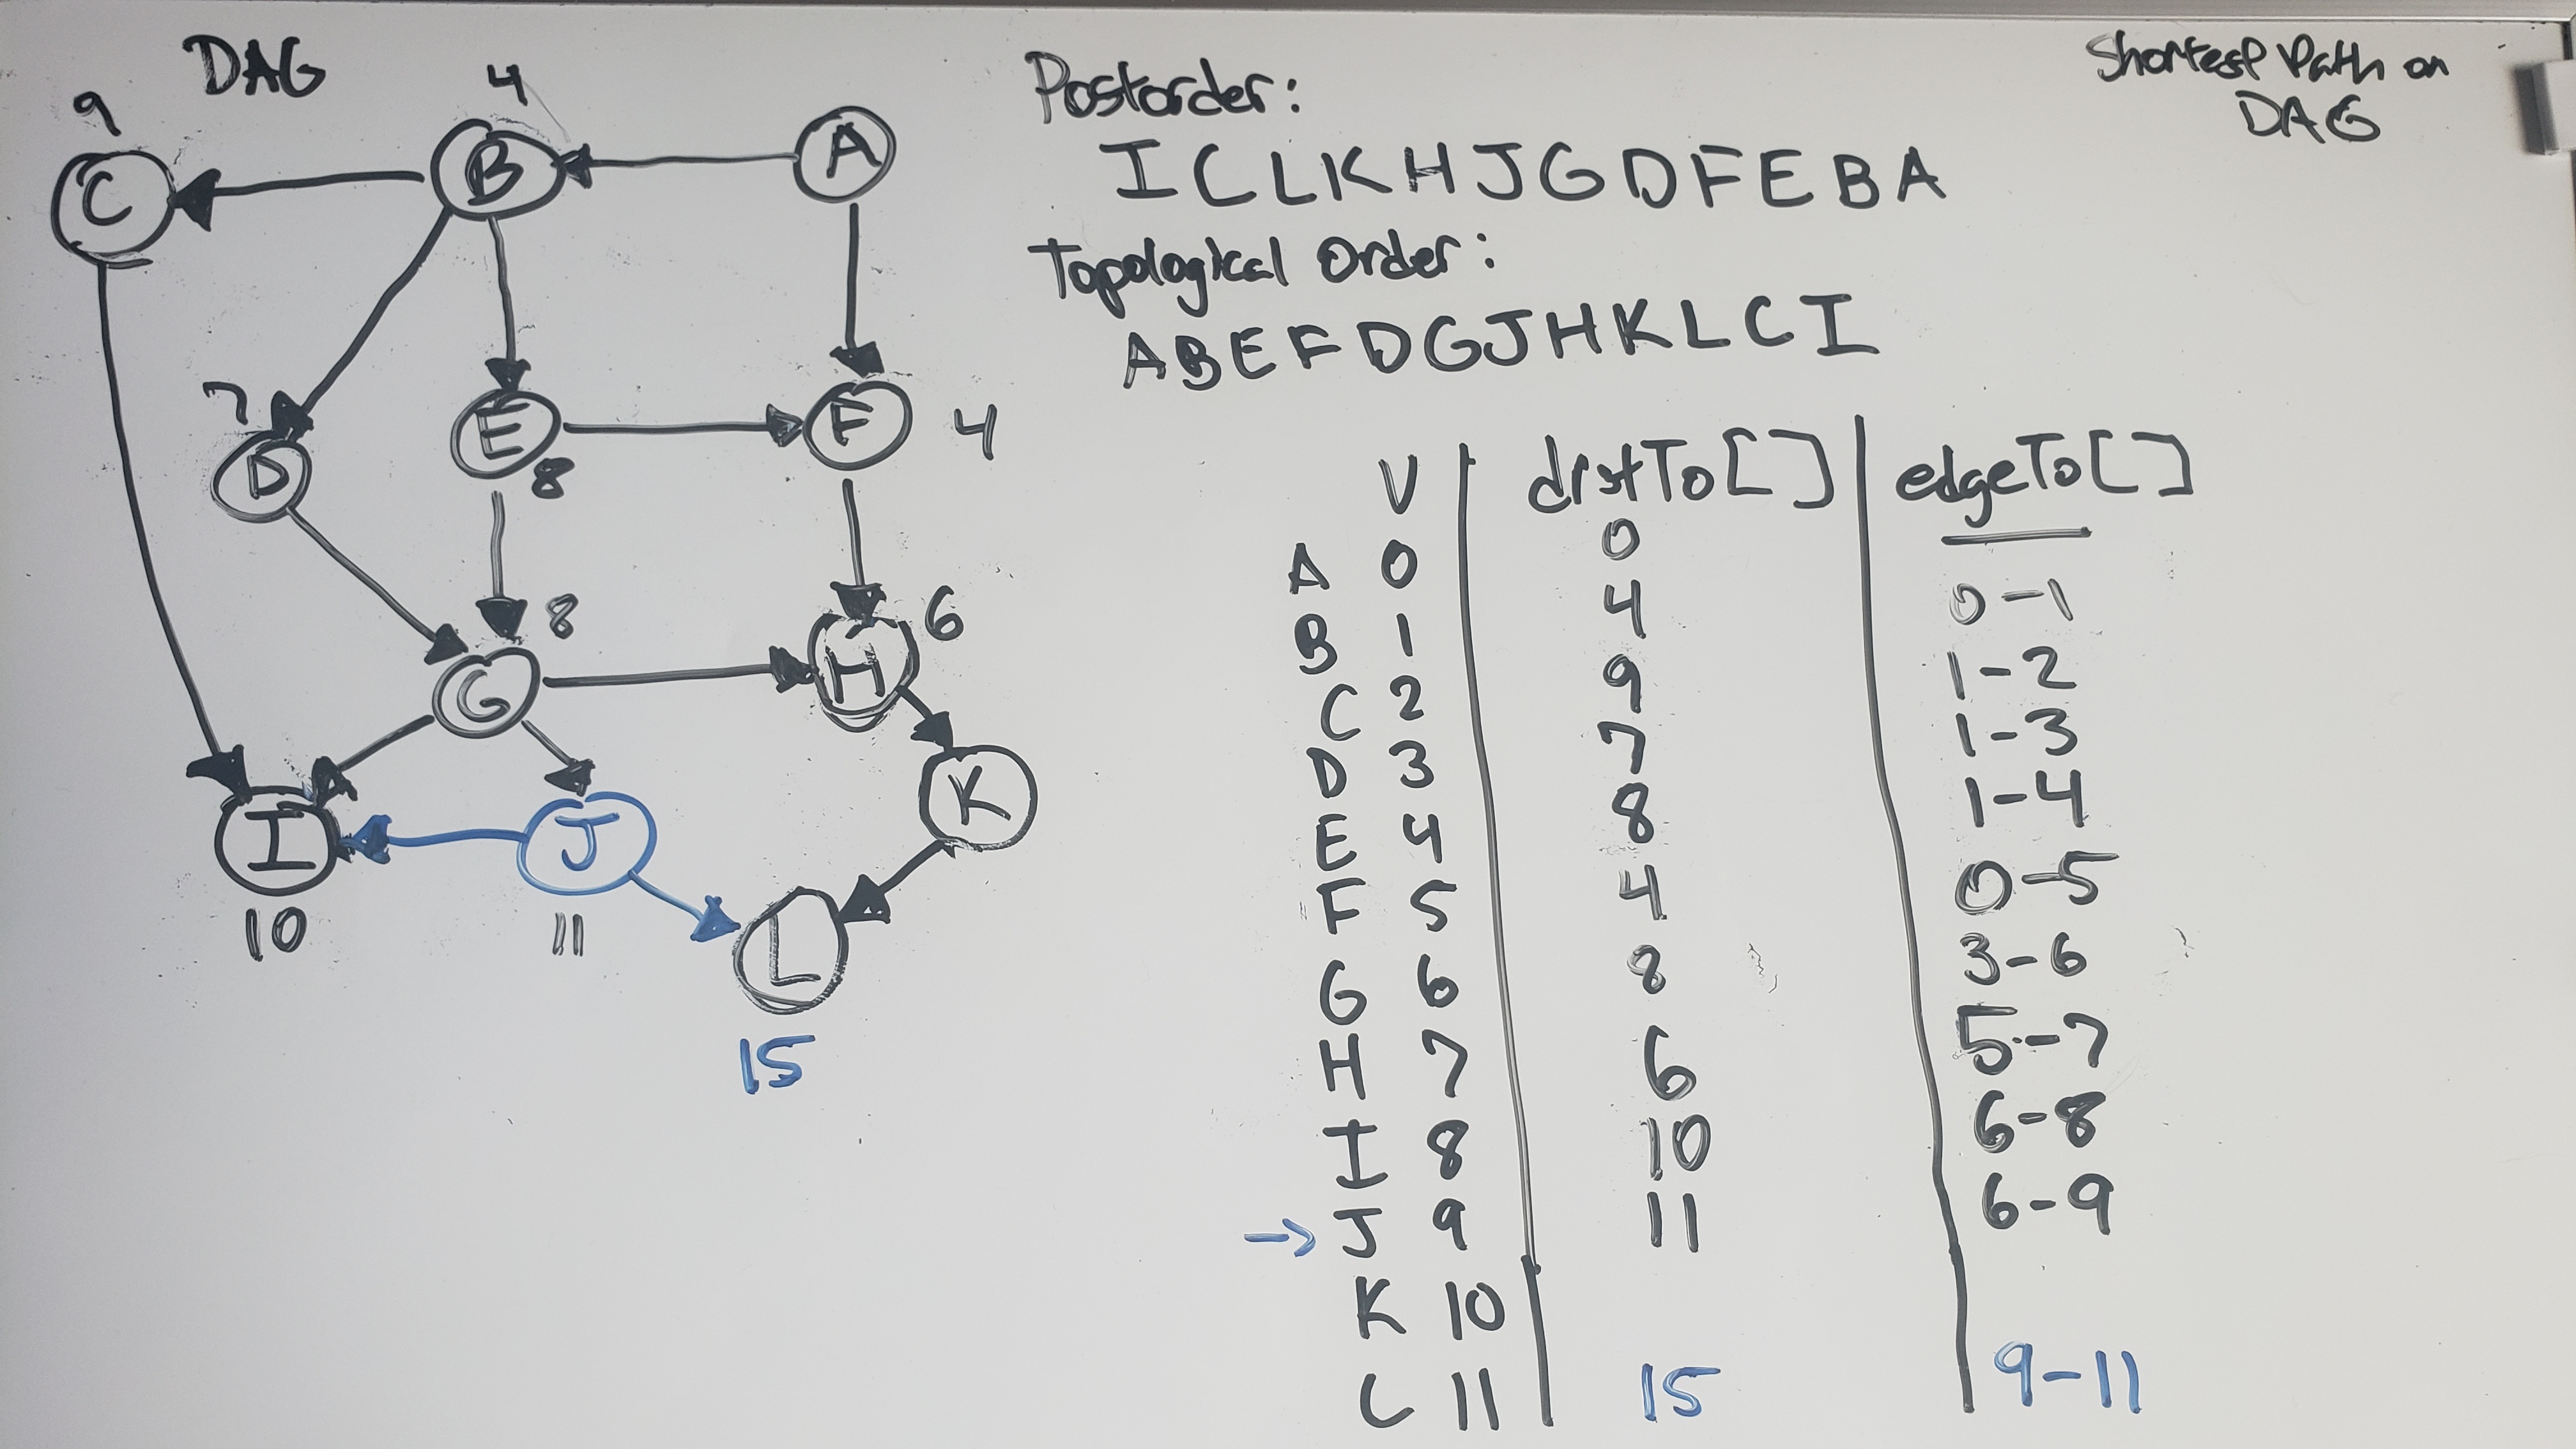 DAG
Shortest Path on
DAG
Postorder:
I C L K H J G D F E B A
Topological Order:
A B E F D G J H K L C I
9
4
C
B
A
7
D
E
8
F
4
G
8
H
6
I
10
J
11
K
L
15
V distTo[] edgeTo[]
A 0 0 —
B 1 4 0-1
C 2 9 1-2
D 3 7 1-3
E 4 8 1-4
F 5 4 0-5
G 6 8 3-6
H 7 6 5-7
I 8 10 6-8
→ J 9 11 6-9
K 10
L 11 15 9-11